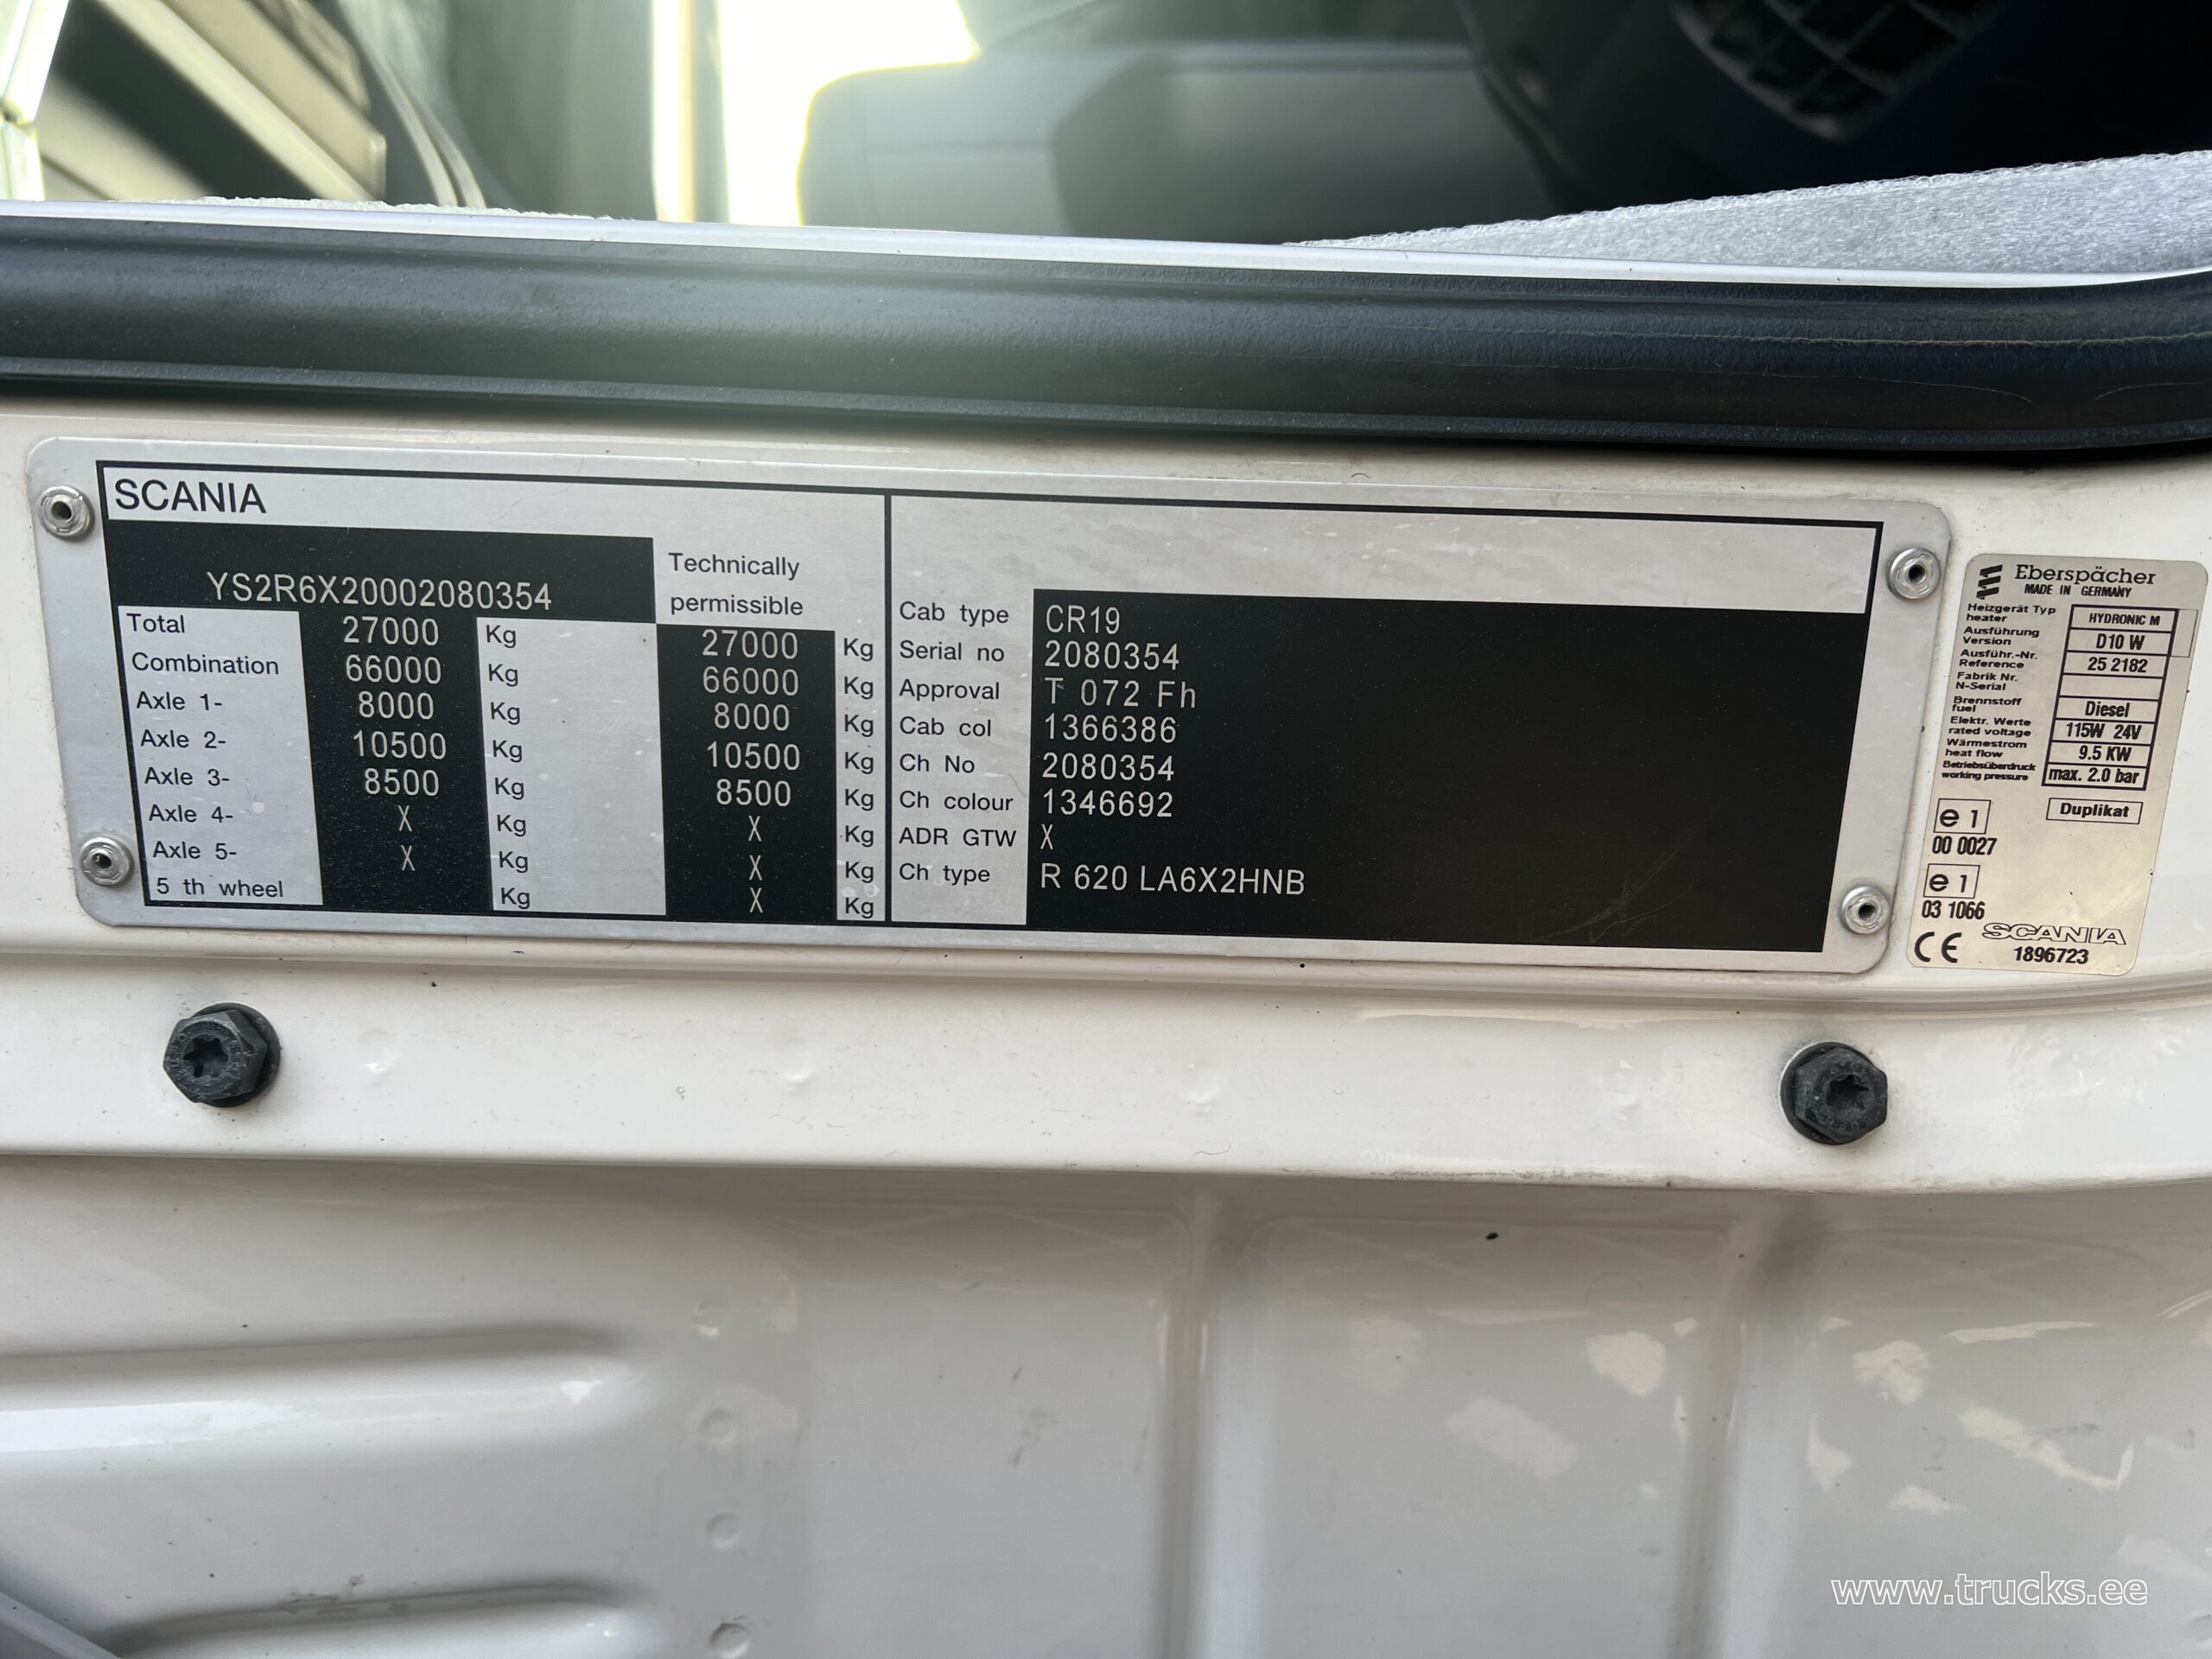 SCANIA
YS2R6X20002080354
Technically
permissible
Total 27000 Kg 27000 Kg
Combination 66000 Kg 66000 Kg
Axle 1- 8000 Kg 8000 Kg
Axle 2- 10500 Kg 10500 Kg
Axle 3- 8500 Kg 8500 Kg
Axle 4- X Kg X Kg
Axle 5- X Kg X Kg
5 th wheel Kg X Kg
Cab type CR19
Serial no 2080354
Approval T 072 Fh
Cab col 1366386
Ch No 2080354
Ch colour 1346692
ADR GTW X
Ch type R 620 LA6X2HNB
Eberspächer
MADE IN GERMANY
Heizgerät Typ
heater
HYDRONIC M
Ausführung
Version
D10 W
Ausführ.-Nr.
Reference
25 2182
Fabrik Nr.
N-Serial
Brennstoff
fuel
Diesel
Elektr. Werte
rated voltage
115W 24V
Wärmestrom
heat flow
9.5 KW
Betriebsüberdruck
working pressure
max. 2.0 bar
Duplikat
e1
00 0027
e1
03 1066
CE
SCANIA
1896723
www.trucks.ee